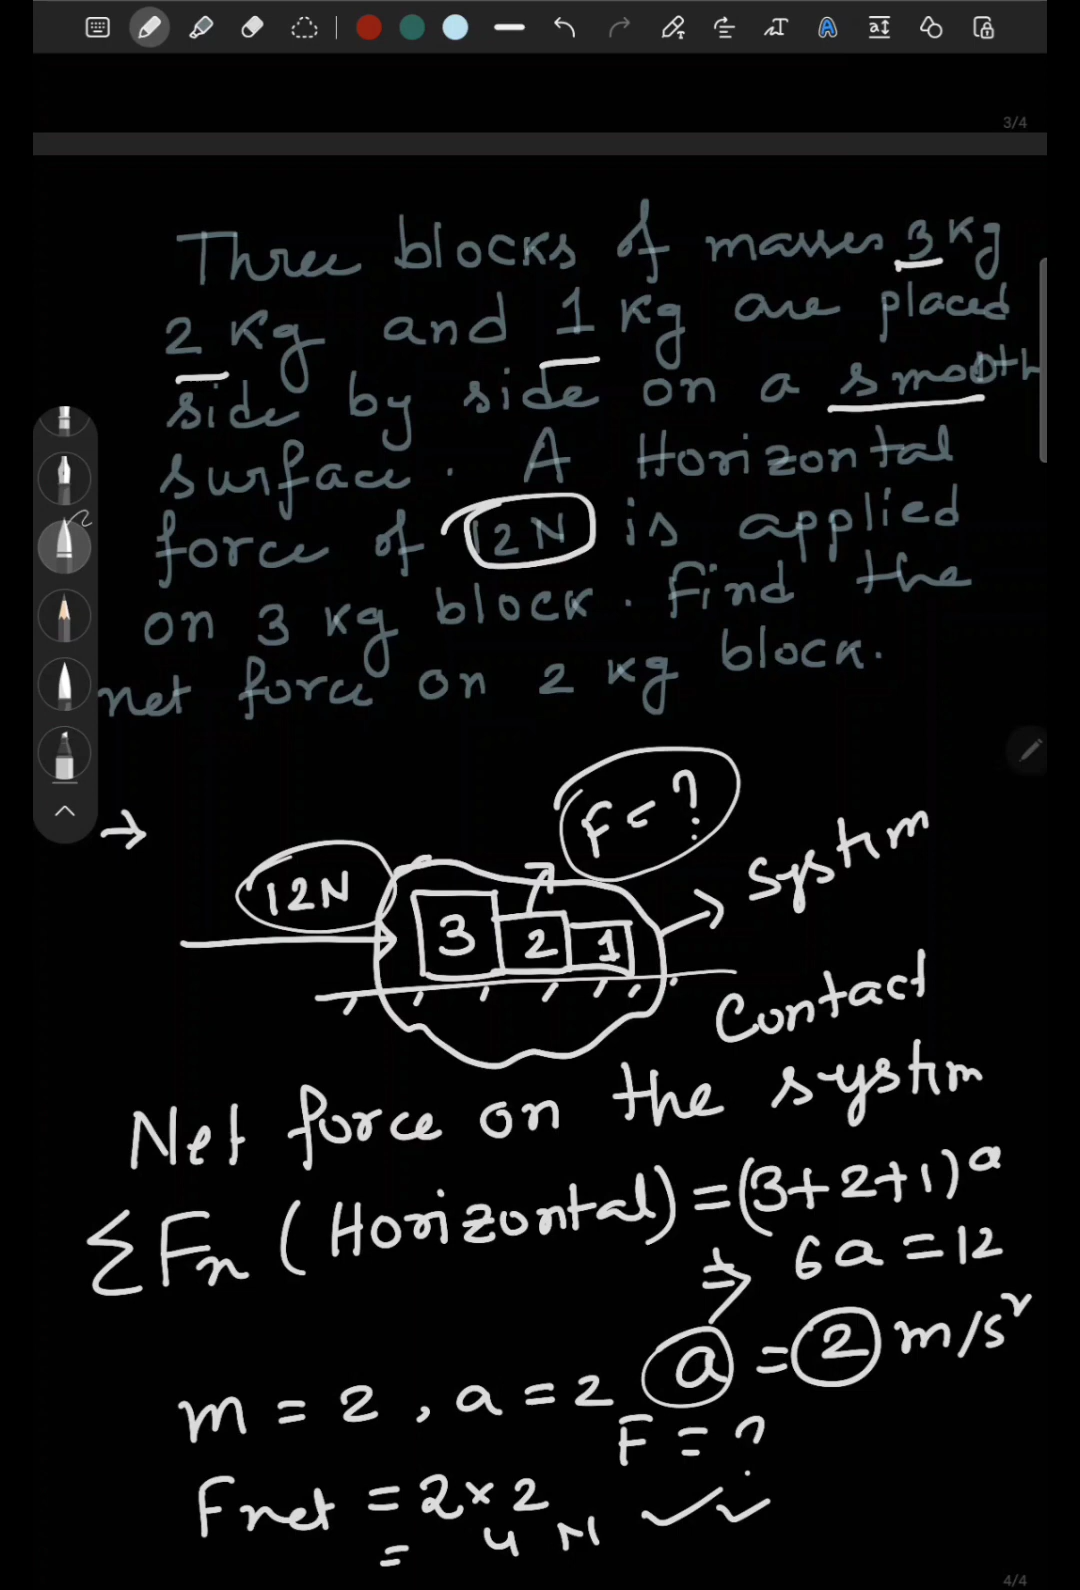 3/4
Three blocks of masses 3 Kg
2 Kg and 1 Kg are placed
side by side on a smooth
surface. A Horizontal
force of 12 N is applied
on 3 kg block. Find the
net force on 2 kg block.
F = ?
→ 12N System
3 2 1
Contact
Net force on the system
ΣFn (Horizontal) = (3+2+1)a
⇒ 6a = 12
a = 2 m/s²
m = 2, a = 2
F = ?
Fnet = 2×2
= 4 N
4/4